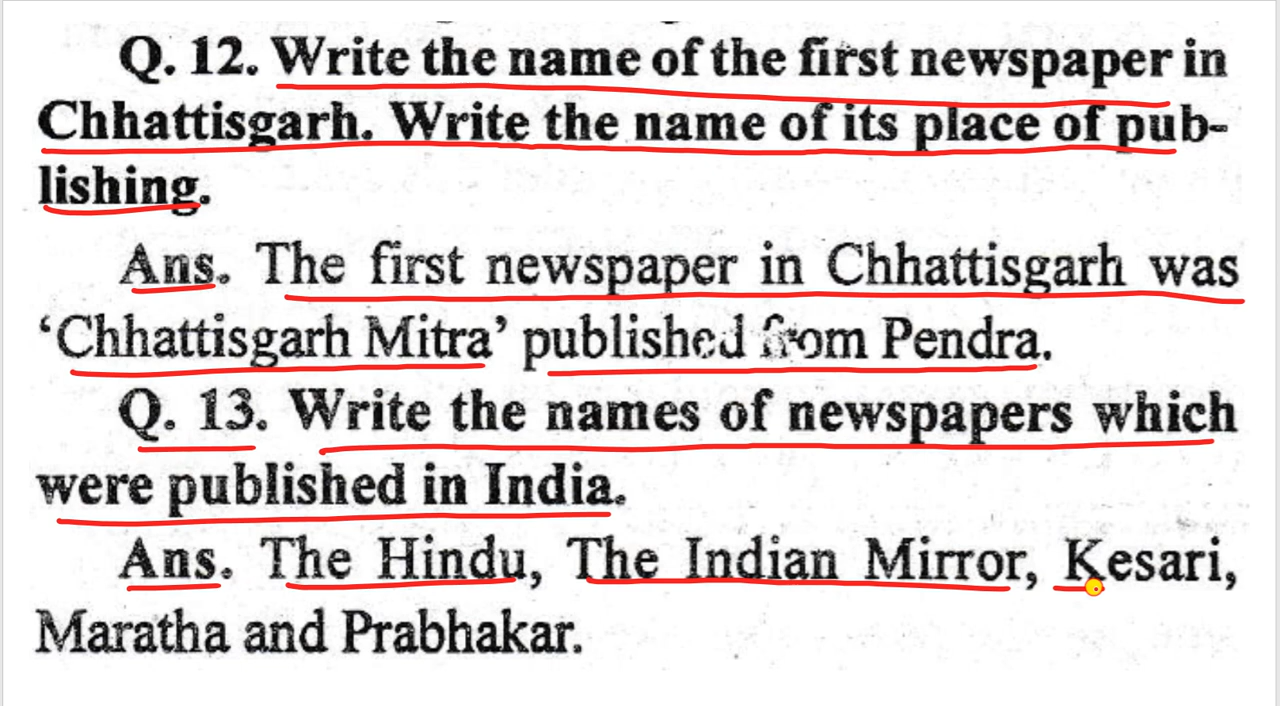 Q. 12. Write the name of the first newspaper in
Chhattisgarh. Write the name of its place of pub-
lishing.
Ans. The first newspaper in Chhattisgarh was
‘Chhattisgarh Mitra’ published from Pendra.
Q. 13. Write the names of newspapers which
were published in India.
Ans. The Hindu, The Indian Mirror, Kesari,
Maratha and Prabhakar.